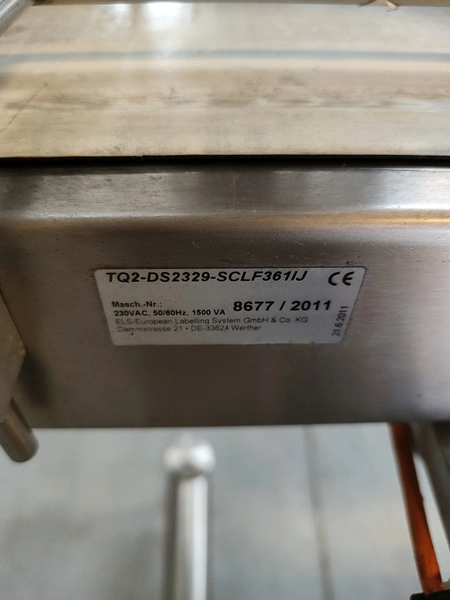 TQ2-DS2329-SCLF361/J CE
Masch.-Nr.: 8677 / 2011
230VAC, 50/60Hz, 1500 VA
ELS-European Labelling System GmbH & Co. KG
Dammstrasse 21 • DE-33824 Werther
21.6.2011